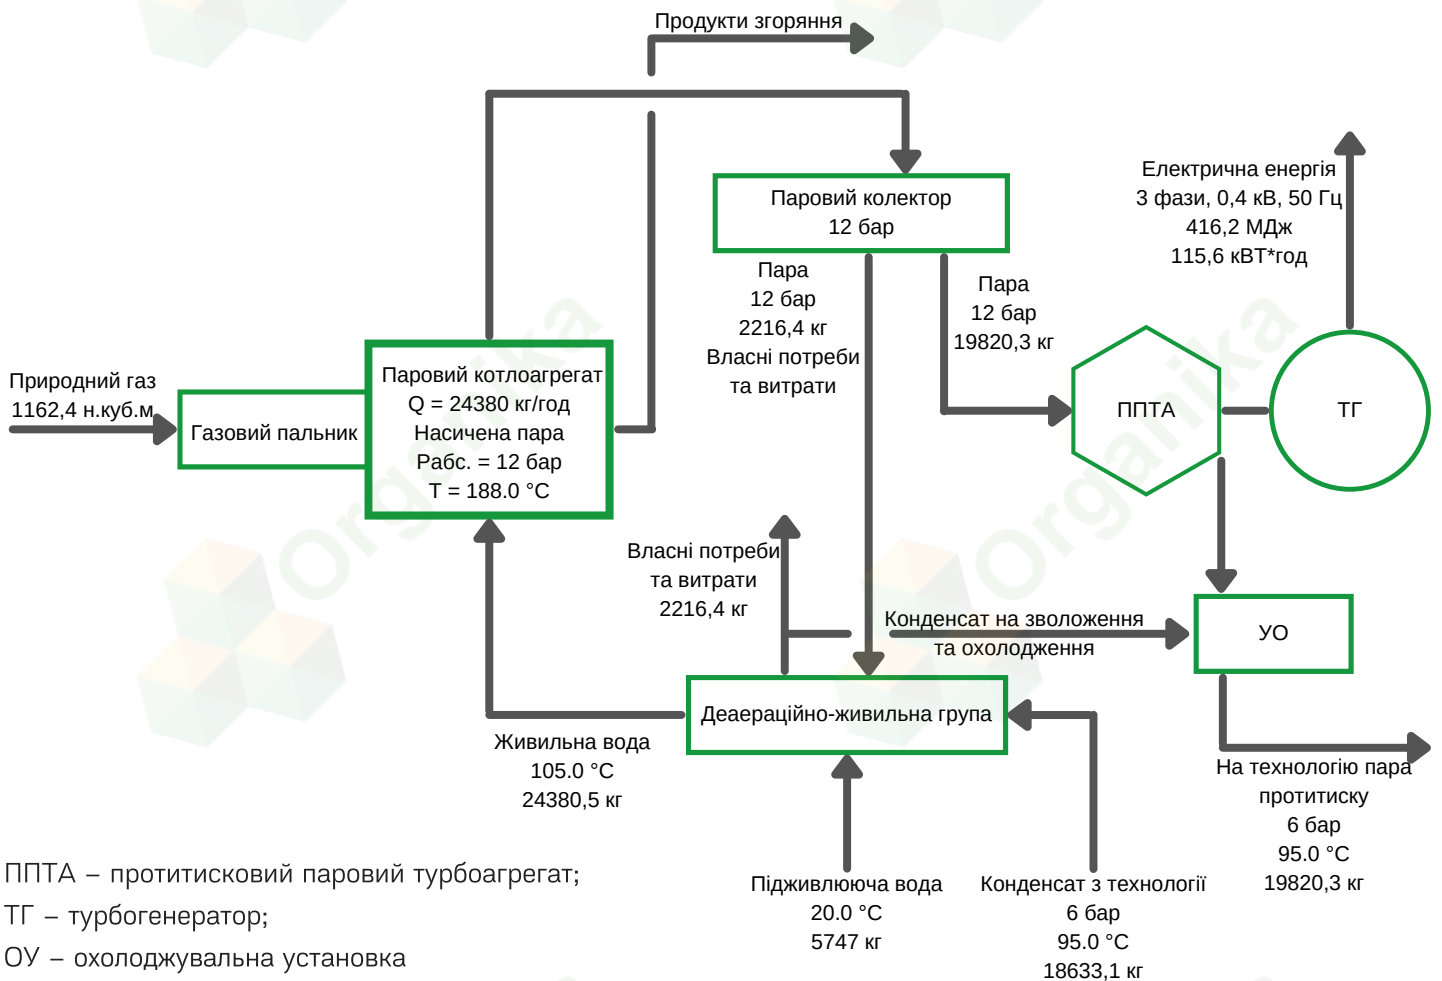 Продукти згоряння
Паровий колектор
12 бар
Електрична енергія
3 фази, 0,4 кВ, 50 Гц
416,2 МДж
115,6 кВТ*год
Пара
12 бар
2216,4 кг
Власні потреби
та витрати
Пара
12 бар
19820,3 кг
Природний газ
1162,4 н.куб.м
Газовий пальник
Паровий котлоагрегат
Q = 24380 кг/год
Насичена пара
Рабс. = 12 бар
T = 188.0 °C
ППТА
ТГ
Власні потреби
та витрати
2216,4 кг
Конденсат на зволоження
та охолодження
УО
Деаераційно-живильна група
Живильна вода
105.0 °C
24380,5 кг
На технологію пара
протитиску
6 бар
95.0 °C
19820,3 кг
Підживлююча вода
20.0 °C
5747 кг
Конденсат з технології
6 бар
95.0 °C
18633,1 кг
ППТА – протитисковий паровий турбоагрегат;
ТГ – турбогенератор;
ОУ – охолоджувальна установка
Organika
Organika